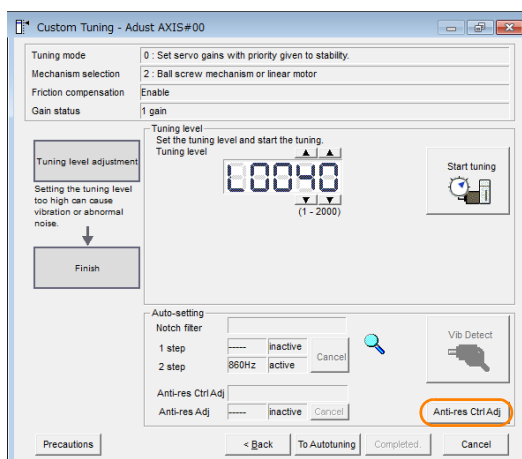 Custom Tuning - Adust AXIS#00
Tuning mode 0 : Set servo gains with priority given to stability.
Mechanism selection 2 : Ball screw mechanism or linear motor
Friction compensation Enable
Gain status 1 gain
Tuning level adjustment
Setting the tuning level
too high can cause
vibration or abnormal
noise.
Finish
Tuning level
Set the tuning level and start the tuning.
Tuning level
L0040
(1 - 2000)
Start tuning
Auto-setting
Notch filter
1 step ----- inactive
2 step 860Hz active
Cancel
Vib Detect
Anti-res Ctrl Adj
Anti-res Adj ----- inactive Cancel
Anti-res Ctrl Adj
Precautions
< Back
To Autotuning
Completed.
Cancel